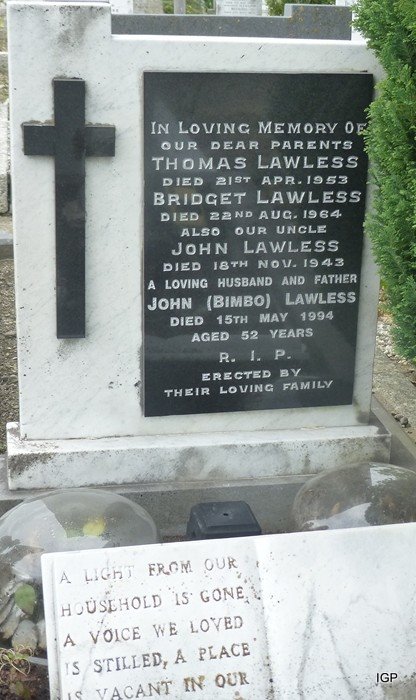 In Loving Memory Of
our dear parents
Thomas Lawless
died 21st Apr. 1953
Bridget Lawless
died 22nd Aug. 1964
also our uncle
John Lawless
died 18th Nov. 1943
a loving husband and father
John (Bimbo) Lawless
died 15th May 1994
aged 52 years
R. I. P.
erected by
their loving family
A LIGHT FROM OUR
HOUSEHOLD IS GONE
A VOICE WE LOVED
IS STILLED, A PLACE
IS VACANT IN OUR
IGP